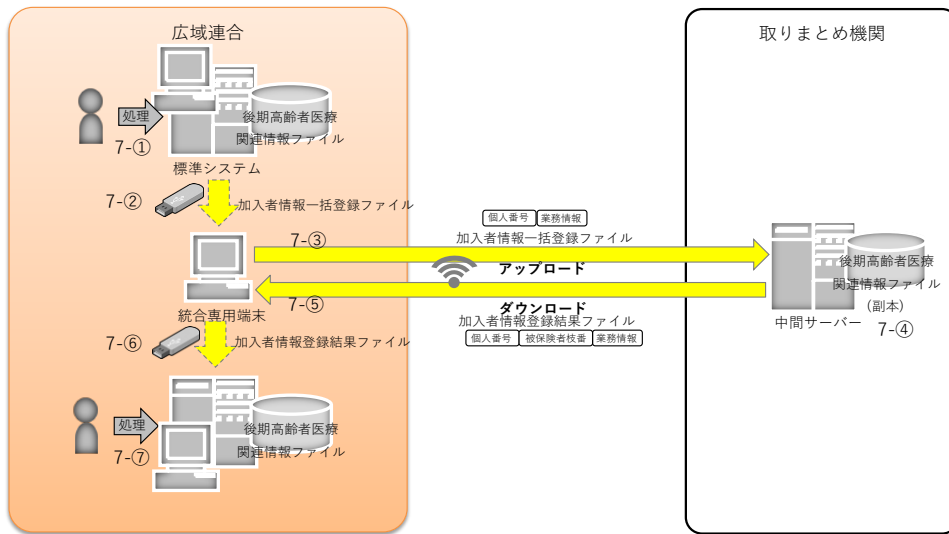 広域連合
取りまとめ機関
処理
7-①
後期高齢者医療
関連情報ファイル
標準システム
7-②
加入者情報一括登録ファイル
7-③
個人番号
業務情報
加入者情報一括登録ファイル
アップロード
統合専用端末
7-⑤
ダウンロード
加入者情報登録結果ファイル
個人番号
被保険者枝番
業務情報
後期高齢者医療
関連情報ファイル
(副本)
中間サーバー
7-④
7-⑥
加入者情報登録結果ファイル
処理
7-⑦
後期高齢者医療
関連情報ファイル